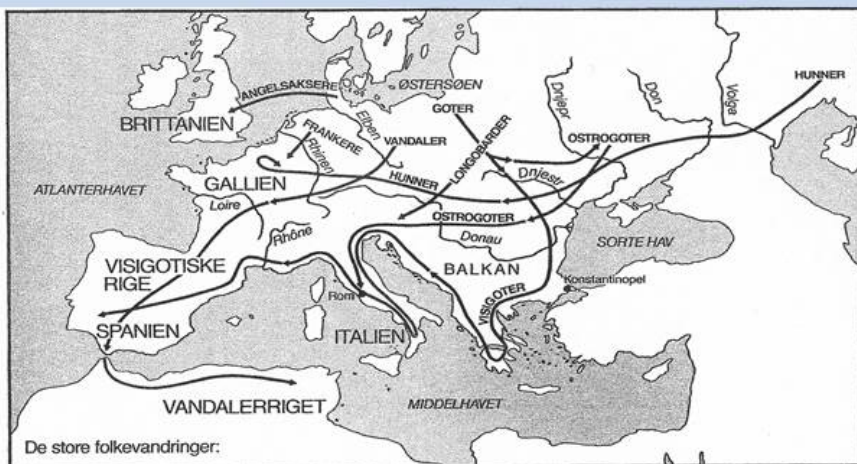 HUNNER
ANGELSAKSERE
ØSTERSØEN
Dnjepr
Don
Volga
GOTER
BRITTANIEN
Elben
FRANKERE
VANDALER
OSTROGOTER
Rhinen
LONGOBARDER
ATLANTERHAVET
GALLIEN
HUNNER
Dnjestr
Loire
OSTROGOTER
Rhône
Donau
SORTE HAV
VISIGOTISKE
RIGE
BALKAN
Konstantinopel
Rom
VISIGOTER
SPANIEN
ITALIEN
VANDALERRIGET
MIDDELHAVET
De store folkevandringer: